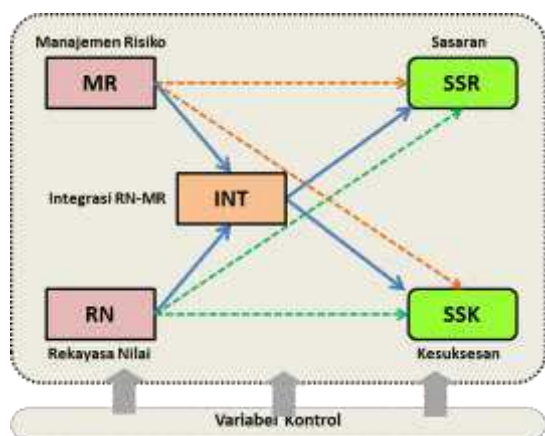 Manajemen Risiko
Sasaran
MR
SSR
Integrasi RN-MR
INT
RN
SSK
Rekayasa Nilai
Kesuksesan
Variabel Kontrol